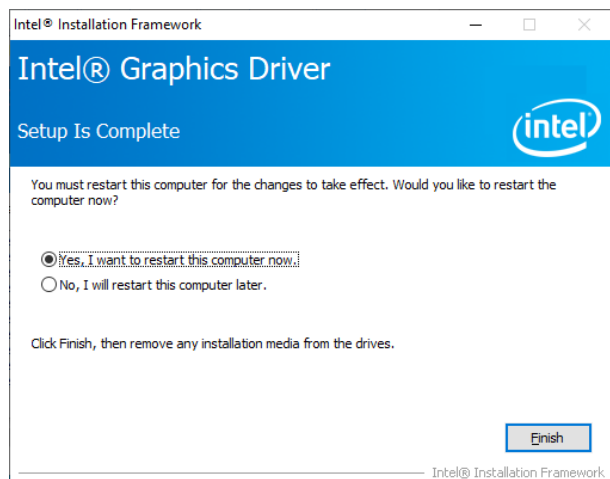 Intel® Installation Framework
Intel® Graphics Driver
Setup Is Complete
intel
You must restart this computer for the changes to take effect. Would you like to restart the
computer now?
Yes, I want to restart this computer now.
No, I will restart this computer later.
Click Finish, then remove any installation media from the drives.
Finish
Intel® Installation Framework